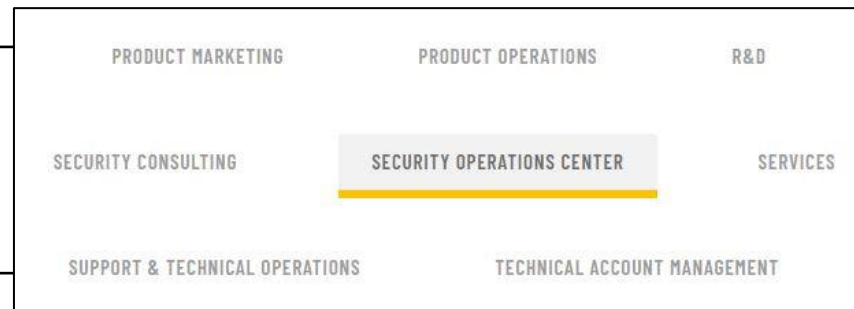 PRODUCT MARKETING PRODUCT OPERATIONS R&D
SECURITY CONSULTING SECURITY OPERATIONS CENTER SERVICES
SUPPORT & TECHNICAL OPERATIONS TECHNICAL ACCOUNT MANAGEMENT